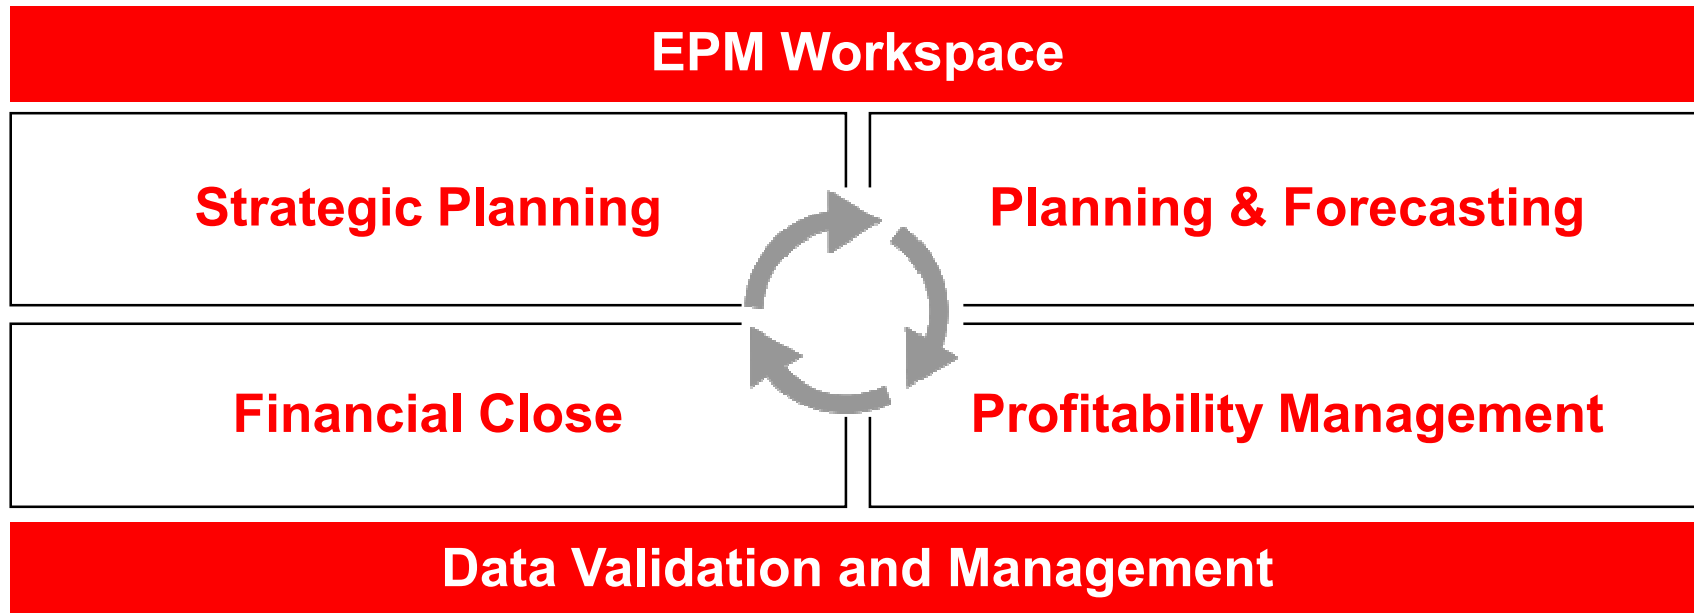 EPM Workspace
Strategic Planning
Planning & Forecasting
Financial Close
Profitability Management
Data Validation and Management